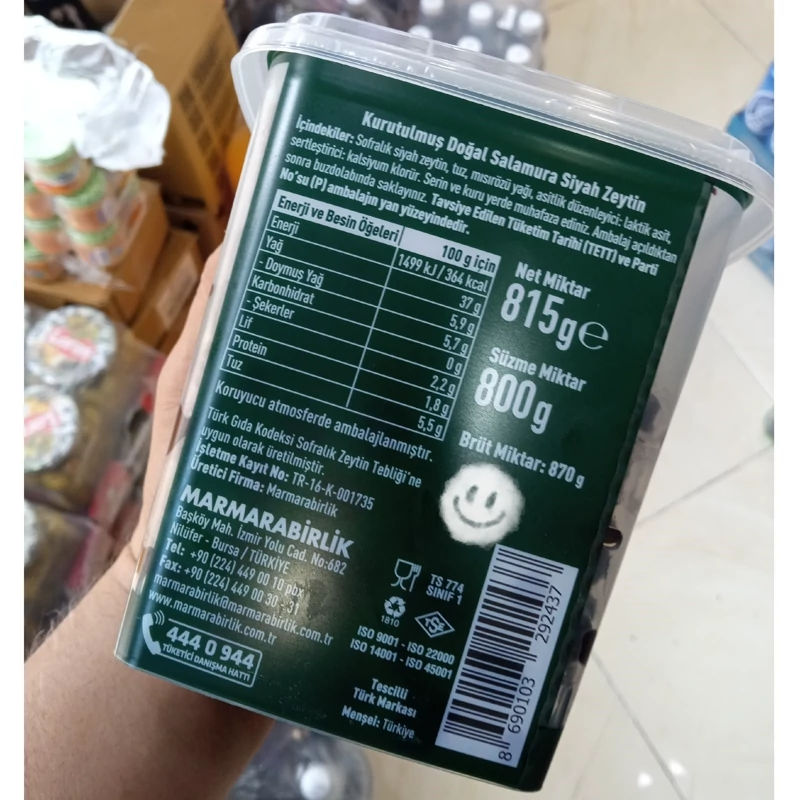 Kurutulmuş Doğal Salamura Siyah Zeytin
İçindekiler: Sofralık siyah zeytin, tuz, mısırözü yağı, asitlik düzenleyici: laktik asit,
sertleştirici: kalsiyum klorür. Serin ve kuru yerde muhafaza ediniz. Ambalaj açıldıktan
sonra buzdolabında saklayınız. Tavsiye Edilen Tüketim Tarihi (TETT) ve Parti
No'su (P) ambalajın yan yüzeyindedir.
Enerji ve Besin Öğeleri 100 g için
Enerji 1499 kJ / 364 kcal
Yağ 37 g
- Doymuş Yağ 5,9 g
Karbonhidrat 5,7 g
- Şekerler 0 g
Lif 2,2 g
Protein 1,8 g
Tuz 5,5 g
Net Miktar
815g e
Süzme Miktar
800g
Brüt Miktar: 870 g
Koruyucu atmosferde ambalajlanmıştır.
Türk Gıda Kodeksi Sofralık Zeytin Tebliği'ne
uygun olarak üretilmiştir.
İşletme Kayıt No: TR-16-K-001735
Üretici Firma: Marmarabirlik
MARMARABİRLİK
Başköy Mah. İzmir Yolu Cad. No:682
Nilüfer - Bursa / TÜRKİYE
Tel: +90 (224) 449 00 10 pbx
Fax: +90 (224) 449 00 30 - 31
marmarabirlik@marmarabirlik.com.tr
www.marmarabirlik.com.tr
444 0 944
TÜKETİCİ DANIŞMA HATTI
TS 774
SINIF 1
1810
TSE
ISO 9001 - ISO 22000
ISO 14001 - ISO 45001
Tescilli
Türk Markası
Menşei: Türkiye
8 690103 292437